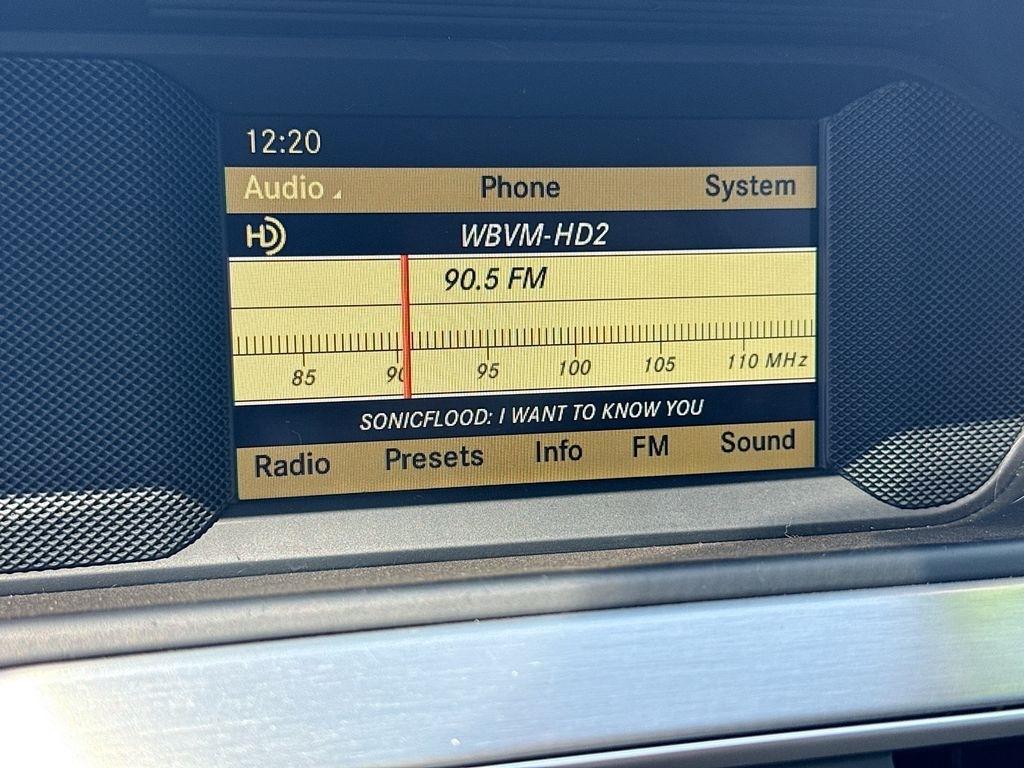 12:20
Audio Phone System
HD WBVM-HD2
90.5 FM
85 90 95 100 105 110 MHz
SONICFLOOD: I WANT TO KNOW YOU
Radio Presets Info FM Sound